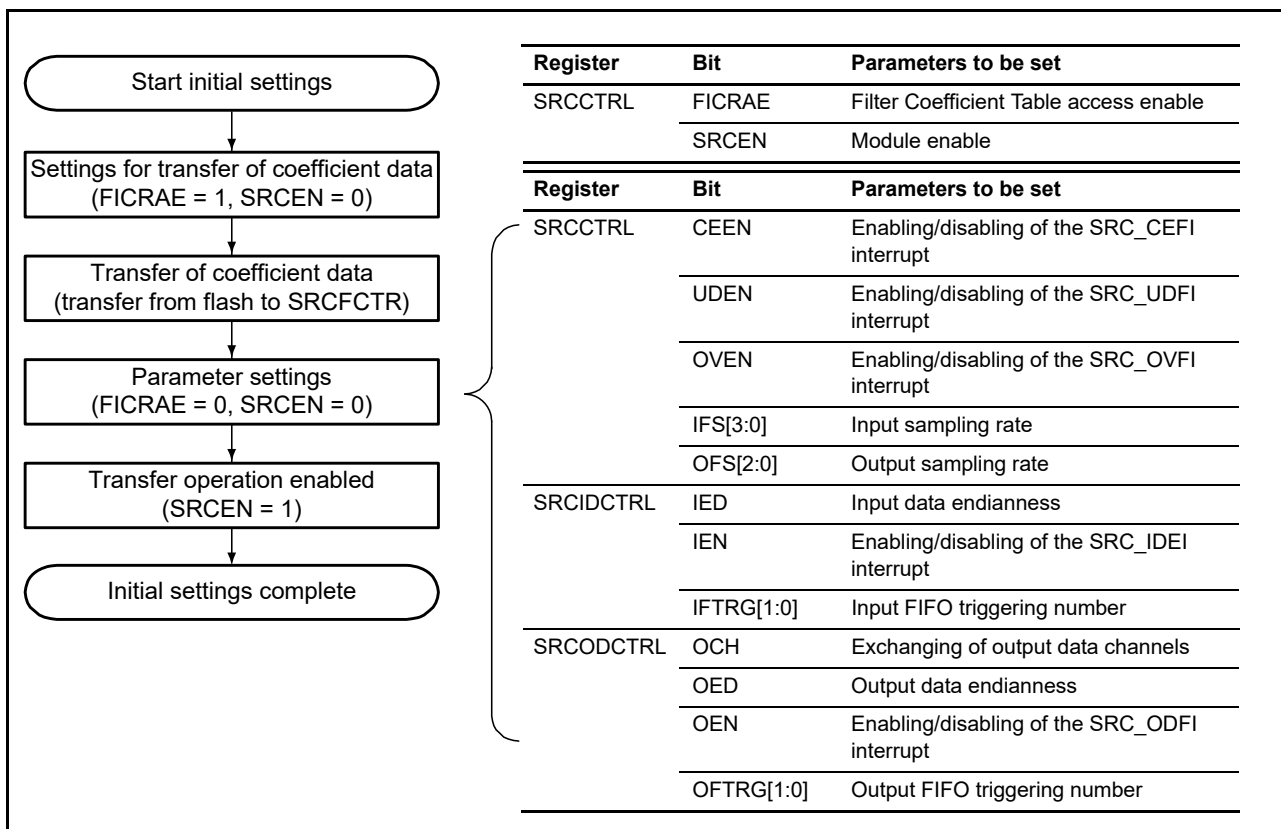 Start initial settings
Settings for transfer of coefficient data
(FICRAE = 1, SRCEN = 0)
Transfer of coefficient data
(transfer from flash to SRCFCTR)
Parameter settings
(FICRAE = 0, SRCEN = 0)
Transfer operation enabled
(SRCEN = 1)
Initial settings complete
Register Bit Parameters to be set
SRCCTRL FICRAE Filter Coefficient Table access enable
SRCEN Module enable
Register Bit Parameters to be set
SRCCTRL CEEN Enabling/disabling of the SRC_CEFI
interrupt
UDEN Enabling/disabling of the SRC_UDFI
interrupt
OVEN Enabling/disabling of the SRC_OVFI
interrupt
IFS[3:0] Input sampling rate
OFS[2:0] Output sampling rate
SRCIDCTRL IED Input data endianness
IEN Enabling/disabling of the SRC_IDEI
interrupt
IFTRG[1:0] Input FIFO triggering number
SRCODCTRL OCH Exchanging of output data channels
OED Output data endianness
OEN Enabling/disabling of the SRC_ODFI
interrupt
OFTRG[1:0] Output FIFO triggering number